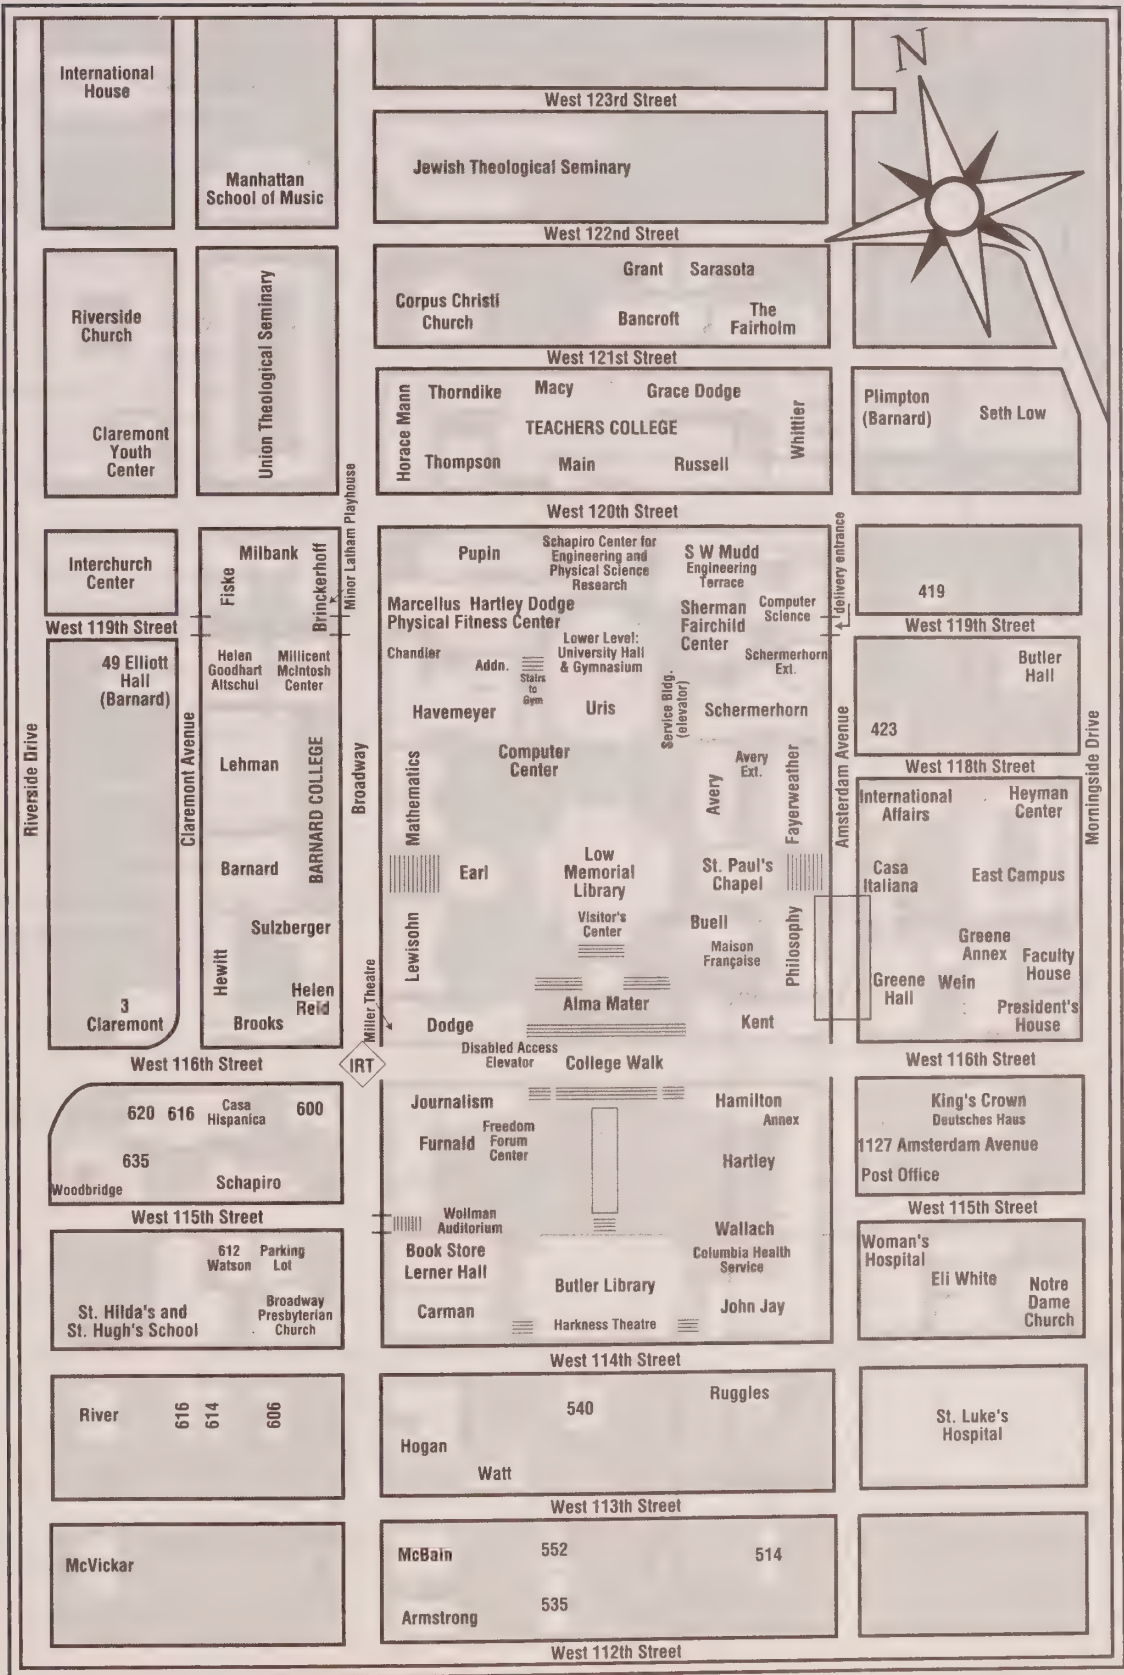 N
International
House
West 123rd Street
Jewish Theological Seminary
Manhattan
School of Music
West 122nd Street
Grant
Sarasota
Corpus Christi
Church
Bancroft
The
Fairholm
Riverside
Church
Union Theological Seminary
West 121st Street
Claremont
Youth
Center
Horace Mann
Thorndike
Macy
Grace Dodge
TEACHERS COLLEGE
Thompson
Main
Russell
Whittier
Plimpton
(Barnard)
Seth Low
West 120th Street
Minor Latham Playhouse
Interchurch
Center
Milbank
Fiske
Brinckerhoff
Pupin
Schapiro Center for
Engineering and
Physical Science
Research
S W Mudd
Engineering
Terrace
delivery entrance
419
Marcellus Hartley Dodge
Physical Fitness Center
Sherman
Fairchild
Center
Computer
Science
West 119th Street
West 119th Street
Chandler
Addn.
Stairs
to
Gym
Lower Level:
University Hall
& Gymnasium
Schermerhorn
Ext.
49 Elliott
Hall
(Barnard)
Helen
Goodhart
Altschul
Millicent
McIntosh
Center
Butler
Hall
Havemeyer
Uris
Service Bldg.
(elevator)
Schermerhorn
423
Riverside Drive
Claremont Avenue
Lehman
BARNARD COLLEGE
Broadway
Mathematics
Computer
Center
Avery
Avery
Ext.
Fayerweather
Amsterdam Avenue
West 118th Street
Morningside Drive
International
Affairs
Heyman
Center
Barnard
Earl
Low
Memorial
Library
St. Paul's
Chapel
Casa
Italiana
East Campus
Visitor's
Center
Sulzberger
Lewisohn
Buell
Maison
Française
Philosophy
Greene
Annex
Faculty
House
Hewitt
Helen
Reid
Greene
Hall
Wein
3
Claremont
Brooks
Miller Theatre
Alma Mater
Dodge
Kent
President's
House
West 116th Street
IRT
Disabled Access
Elevator
College Walk
West 116th Street
620
616
Casa
Hispanica
600
Journalism
Hamilton
Annex
King's Crown
Deutsches Haus
Furnald
Freedom
Forum
Center
1127 Amsterdam Avenue
635
Hartley
Post Office
Woodbridge
Schapiro
West 115th Street
Wollman
Auditorium
Wallach
West 115th Street
612
Watson
Parking
Lot
Book Store
Lerner Hall
Columbia Health
Service
Woman's
Hospital
Eli White
Notre
Dame
Church
Butler Library
St. Hilda's and
St. Hugh's School
Broadway
Presbyterian
Church
Carman
Harkness Theatre
John Jay
West 114th Street
River
616
614
606
540
Ruggles
St. Luke's
Hospital
Hogan
Watt
West 113th Street
McVickar
McBain
552
514
Armstrong
535
West 112th Street